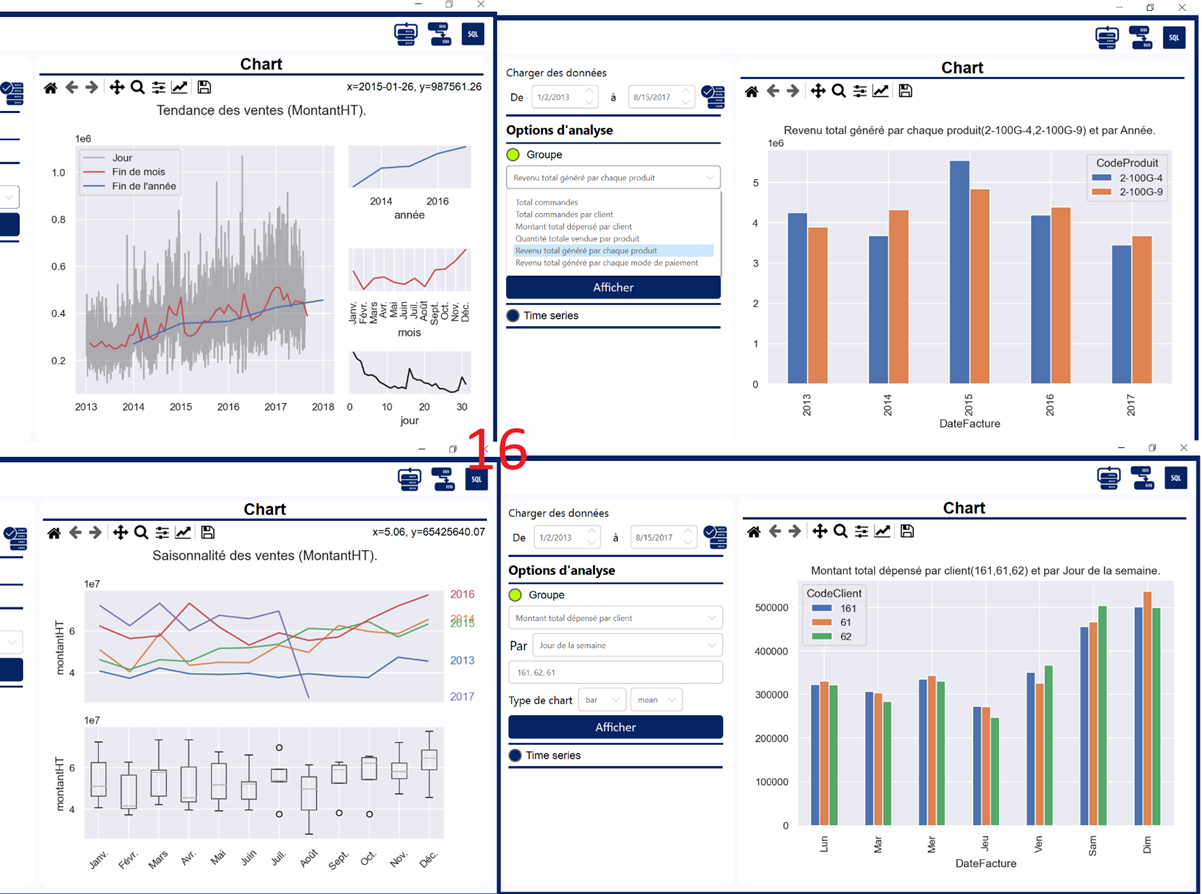 SQL
Chart
x=2015-01-26, y=987561.26
Tendance des ventes (MontantHT).
1e6
Jour
Fin de mois
Fin de l'année
1.0
0.8
0.6
0.4
0.2
2013 2014 2015 2016 2017 2018
2014 2016
année
Janv. Févr. Mars Avr. Mai Juin Juil. Août Sept. Oct. Nov. Déc.
mois
0 10 20 30
jour
SQL
Charger des données
De 1/2/2013 à 8/15/2017
Options d'analyse
Groupe
Revenu total généré par chaque produit
Total commandes
Total commandes par client
Montant total dépensé par client
Quantité totale vendue par produit
Revenu total généré par chaque produit
Revenu total généré par chaque mode de paiement
Afficher
Time series
Chart
Revenu total généré par chaque produit(2-100G-4,2-100G-9) et par Année.
1e6
CodeProduit
2-100G-4
2-100G-9
5
4
3
2
1
0
2013 2014 2015 2016 2017
DateFacture
16
SQL
Chart
x=5.06, y=65425640.07
Saisonnalité des ventes (MontantHT).
1e7
montantHT
6
4
2016
2014
2015
2013
2017
1e7
montantHT
6
4
Janv. Févr. Mars Avr. Mai Juin Juil. Août Sept. Oct. Nov. Déc.
SQL
Charger des données
De 1/2/2013 à 8/15/2017
Options d'analyse
Groupe
Montant total dépensé par client
Par Jour de la semaine
161, 62, 61
Type de chart bar mean
Afficher
Time series
Chart
Montant total dépensé par client(161,61,62) et par Jour de la semaine.
CodeClient
161
61
62
500000
400000
300000
200000
100000
0
Lun Mar Mer Jeu Ven Sam Dim
DateFacture